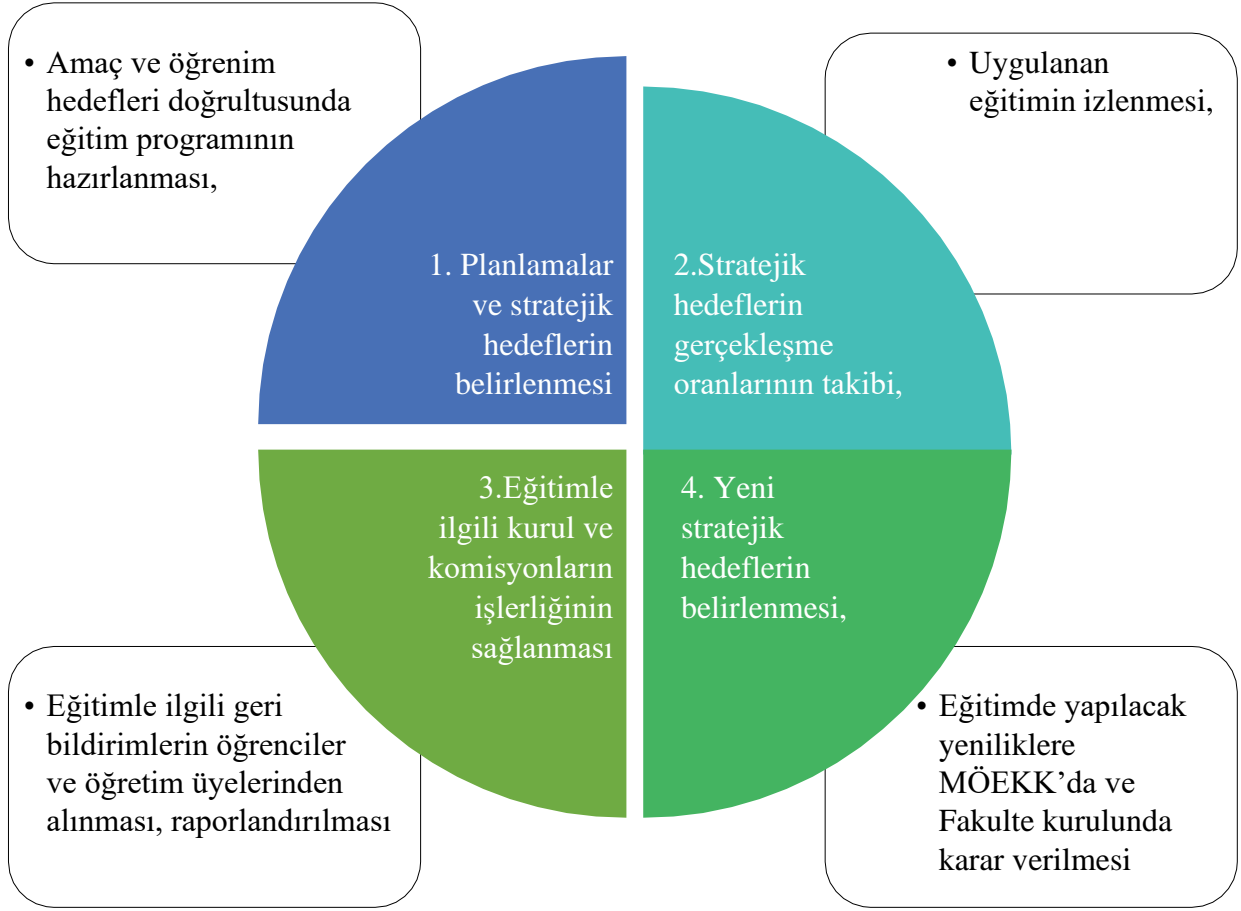 • Amaç ve öğrenim
hedefleri doğrultusunda
eğitim programının
hazırlanması,
• Uygulanan
eğitimin izlenmesi,
1. Planlamalar
ve stratejik
hedeflerin
belirlenmesi
2.Stratejik
hedeflerin
gerçekleşme
oranlarının takibi,
3.Eğitimle
ilgili kurul ve
komisyonların
işlerliğinin
sağlanması
4. Yeni
stratejik
hedeflerin
belirlenmesi,
• Eğitimle ilgili geri
bildirimlerin öğrenciler
ve öğretim üyelerinden
alınması, raporlandırılması
• Eğitimde yapılacak
yeniliklere
MÖEKK’da ve
Fakulte kurulunda
karar verilmesi